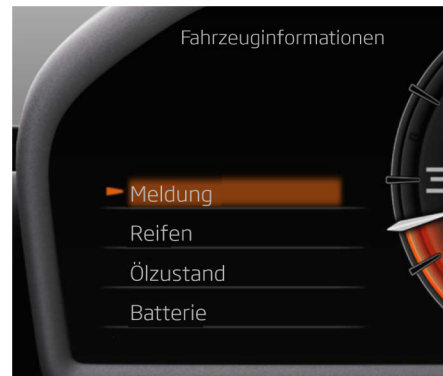 Fahrzeuginformationen
Meldung
Reifen
Ölzustand
Batterie